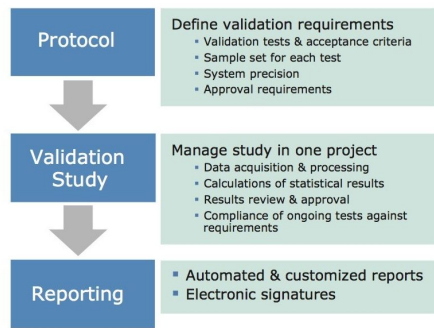 Protocol
Define validation requirements
▪ Validation tests & acceptance criteria
▪ Sample set for each test
▪ System precision
▪ Approval requirements
Validation
Study
Manage study in one project
▪ Data acquisition & processing
▪ Calculations of statistical results
▪ Results review & approval
▪ Compliance of ongoing tests against
requirements
Reporting
▪ Automated & customized reports
▪ Electronic signatures